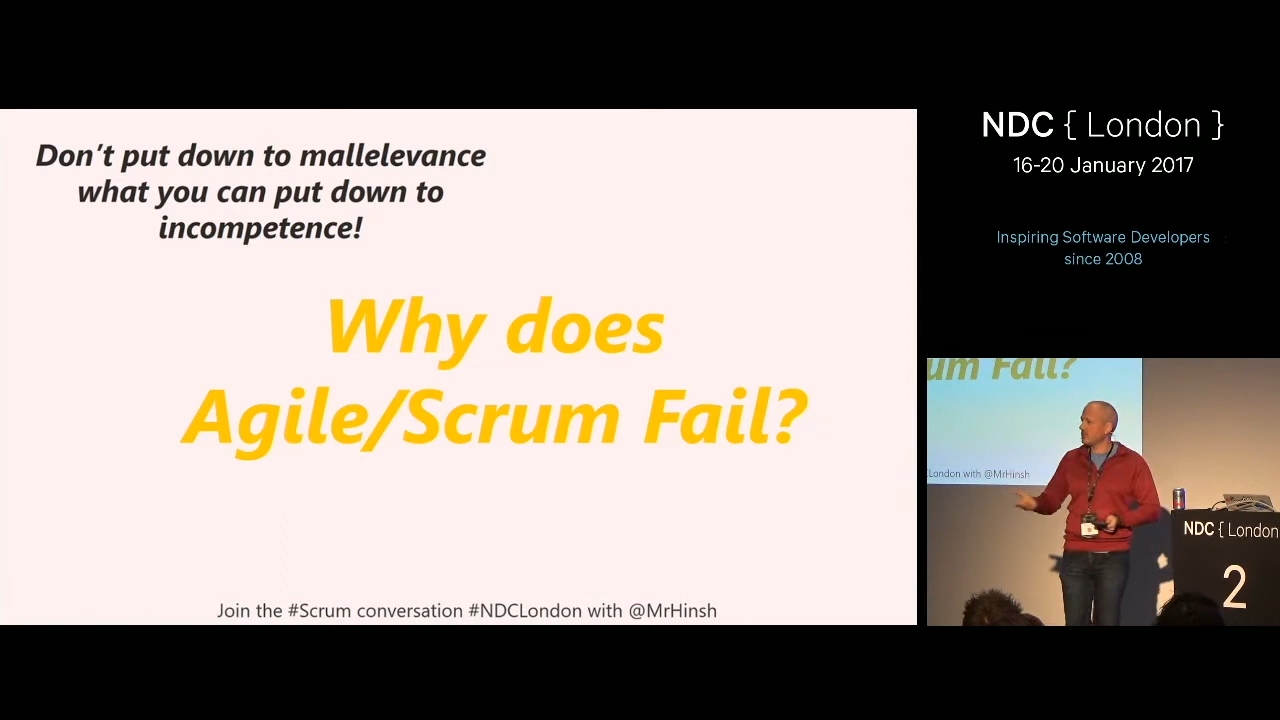 Don't put down to mallelevance
what you can put down to
incompetence!
Why does
Agile/Scrum Fail?
Join the #Scrum conversation #NDCLondon with @MrHinsh
NDC { London }
16-20 January 2017
Inspiring Software Developers
since 2008
um Fail?
London with @MrHinsh
NDC { London
2